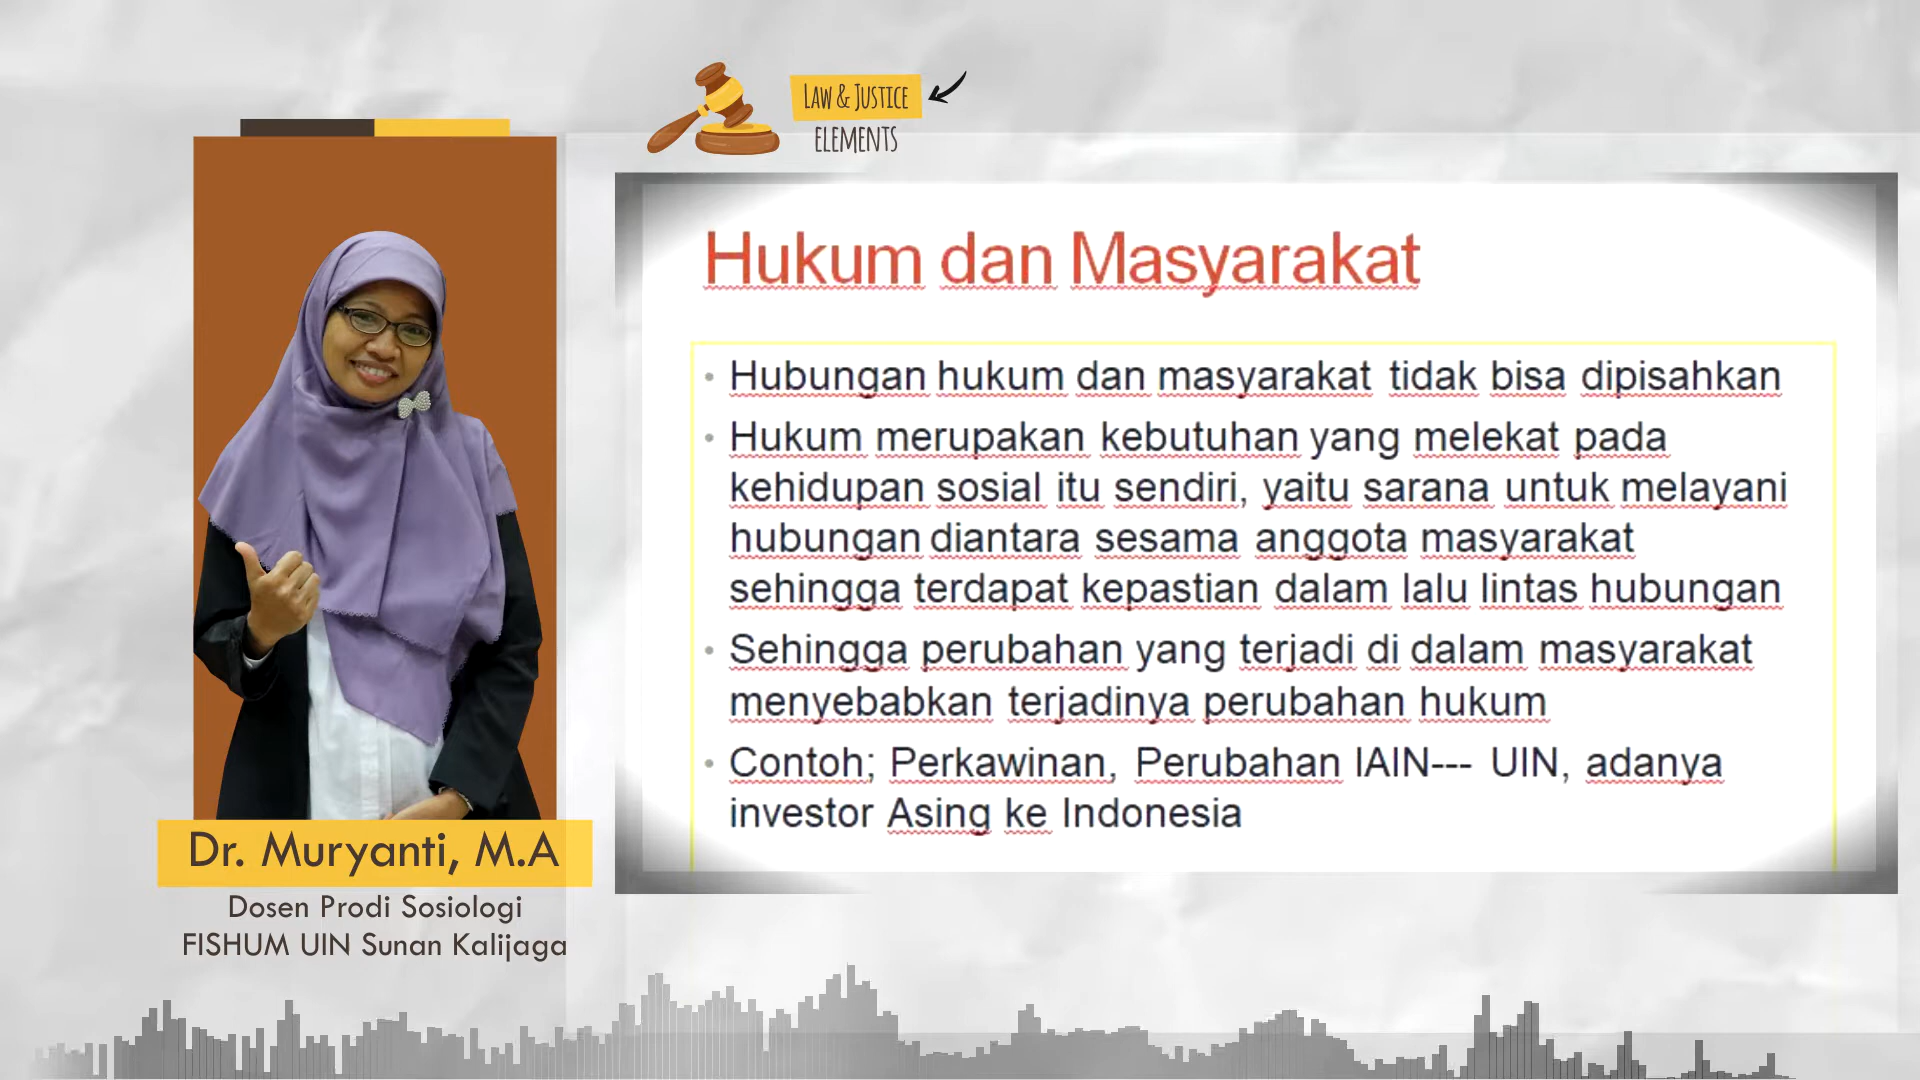 LAW & JUSTICE
ELEMENTS
Hukum dan Masyarakat
• Hubungan hukum dan masyarakat tidak bisa dipisahkan
• Hukum merupakan kebutuhan yang melekat pada
kehidupan sosial itu sendiri, yaitu sarana untuk melayani
hubungan diantara sesama anggota masyarakat
sehingga terdapat kepastian dalam lalu lintas hubungan
• Sehingga perubahan yang terjadi di dalam masyarakat
menyebabkan terjadinya perubahan hukum
• Contoh; Perkawinan, Perubahan IAIN--- UIN, adanya
investor Asing ke Indonesia
Dr. Muryanti, M.A
Dosen Prodi Sosiologi
FISHUM UIN Sunan Kalijaga